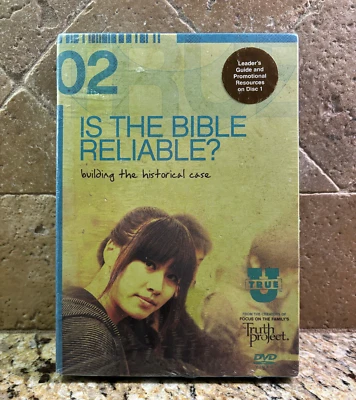 02
Leader's
Guide and
Promotional
Resources
on Disc 1
IS THE BIBLE
RELIABLE?
building the historical case
TRUE
U
FROM THE CREATORS OF
FOCUS ON THE FAMILY'S
the
Truth
Project.
DVD